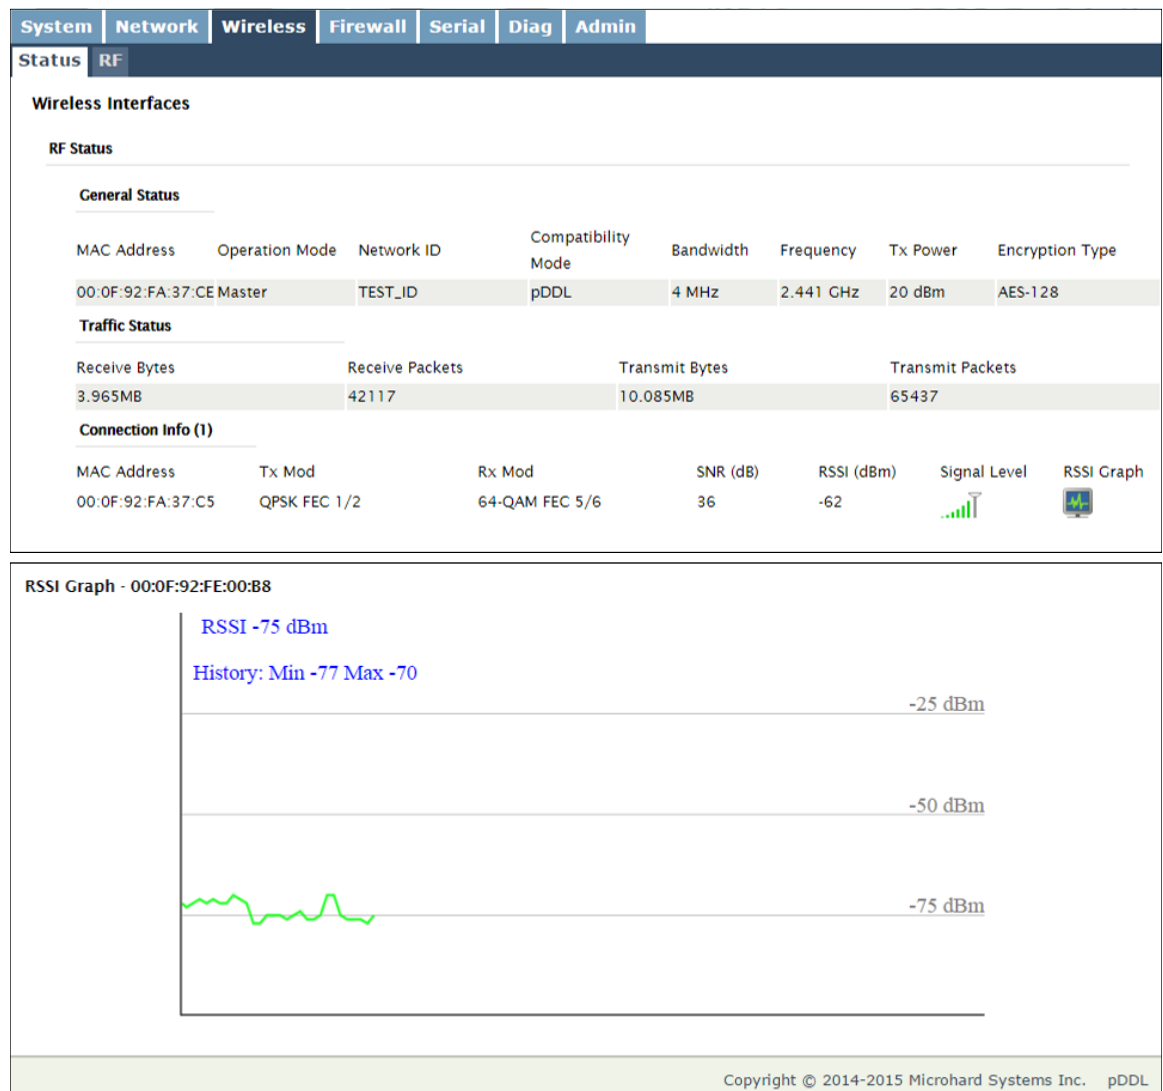 System Network Wireless Firewall Serial Diag Admin
Status RF
Wireless Interfaces
RF Status
General Status
MAC Address Operation Mode Network ID Compatibility Mode Bandwidth Frequency Tx Power Encryption Type
00:0F:92:FA:37:CE Master TEST_ID pDDL 4 MHz 2.441 GHz 20 dBm AES-128
Traffic Status
Receive Bytes Receive Packets Transmit Bytes Transmit Packets
3.965MB 42117 10.085MB 65437
Connection Info (1)
MAC Address Tx Mod Rx Mod SNR (dB) RSSI (dBm) Signal Level RSSI Graph
00:0F:92:FA:37:C5 QPSK FEC 1/2 64-QAM FEC 5/6 36 -62
RSSI Graph - 00:0F:92:FE:00:B8
RSSI -75 dBm
History: Min -77 Max -70
-25 dBm
-50 dBm
-75 dBm
Copyright © 2014-2015 Microhard Systems Inc. pDDL